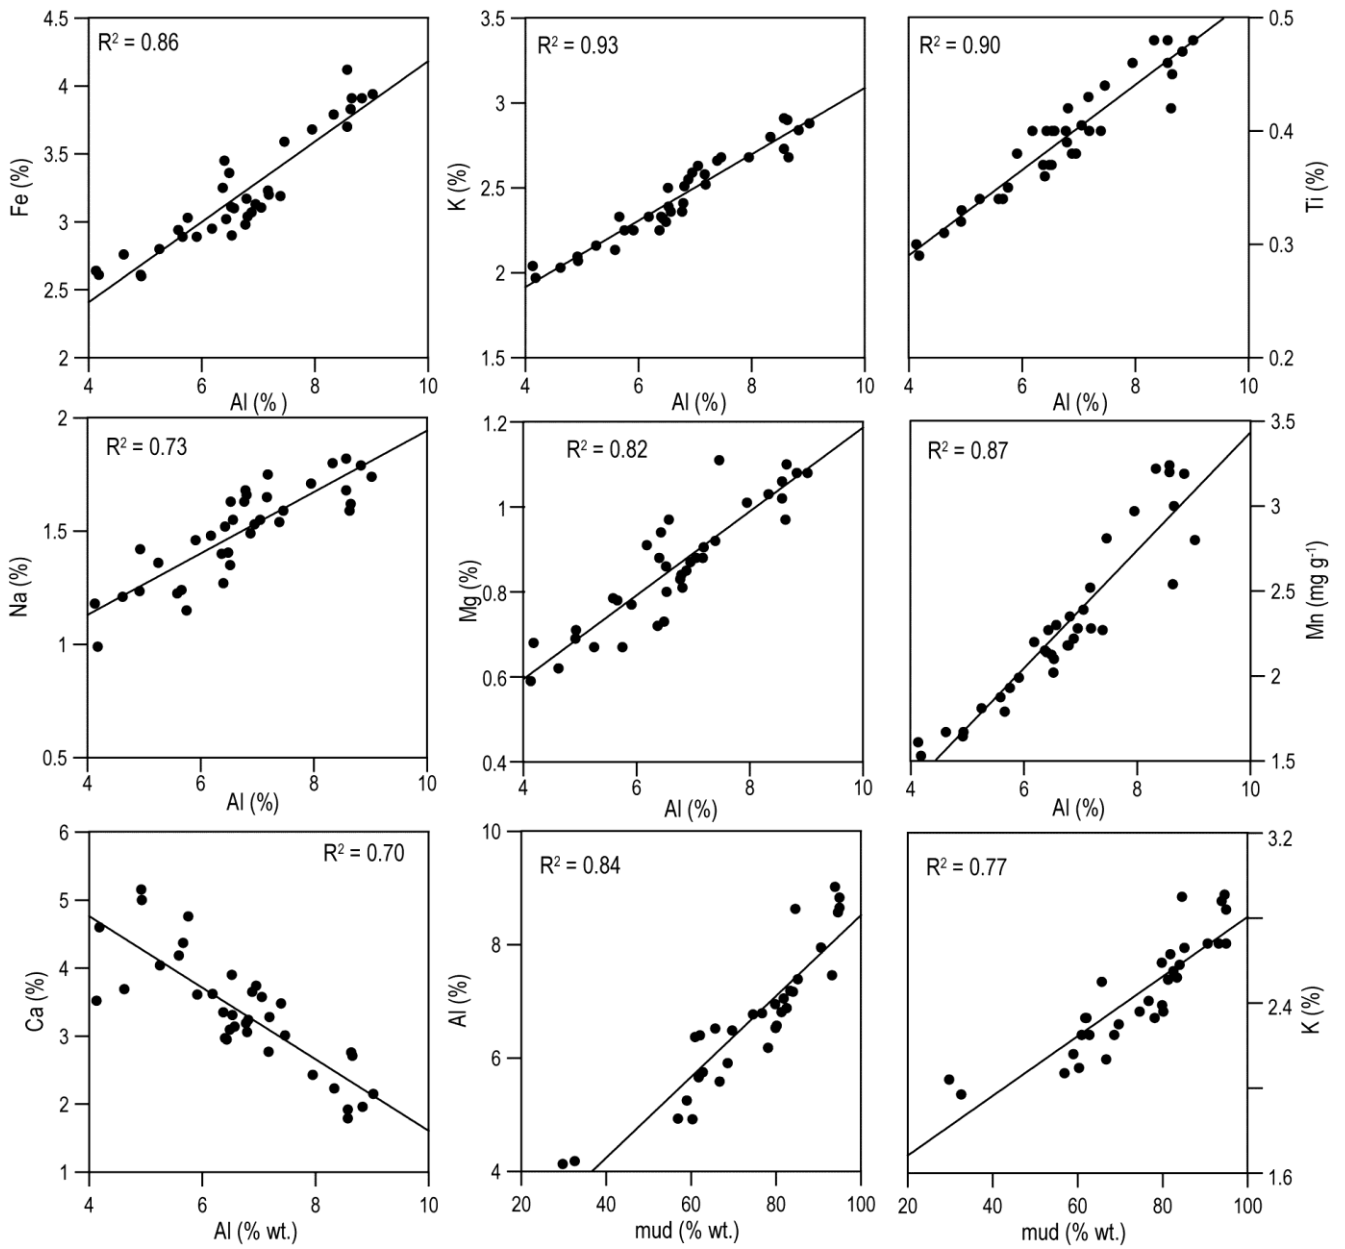 4.5
4
3.5
3
2.5
2
Fe (%)
R² = 0.86
4 6 8 10
Al (% )
3.5
3
2.5
2
1.5
K (%)
R² = 0.93
4 6 8 10
Al (%)
R² = 0.90
0.5
0.4
0.3
0.2
Ti (%)
4 6 8 10
Al (%)
2
1.5
1
0.5
Na (%)
R² = 0.73
4 6 8 10
Al (%)
1.2
1
0.8
0.6
0.4
Mg (%)
R² = 0.82
4 6 8 10
Al (%)
R² = 0.87
3.5
3
2.5
2
1.5
Mn (mg g⁻¹)
4 6 8 10
Al (%)
6
5
4
3
2
1
Ca (%)
R² = 0.70
4 6 8 10
Al (% wt.)
10
8
6
4
Al (%)
R² = 0.84
20 40 60 80 100
mud (% wt.)
R² = 0.77
3.2
2.4
1.6
K (%)
20 40 60 80 100
mud (% wt.)